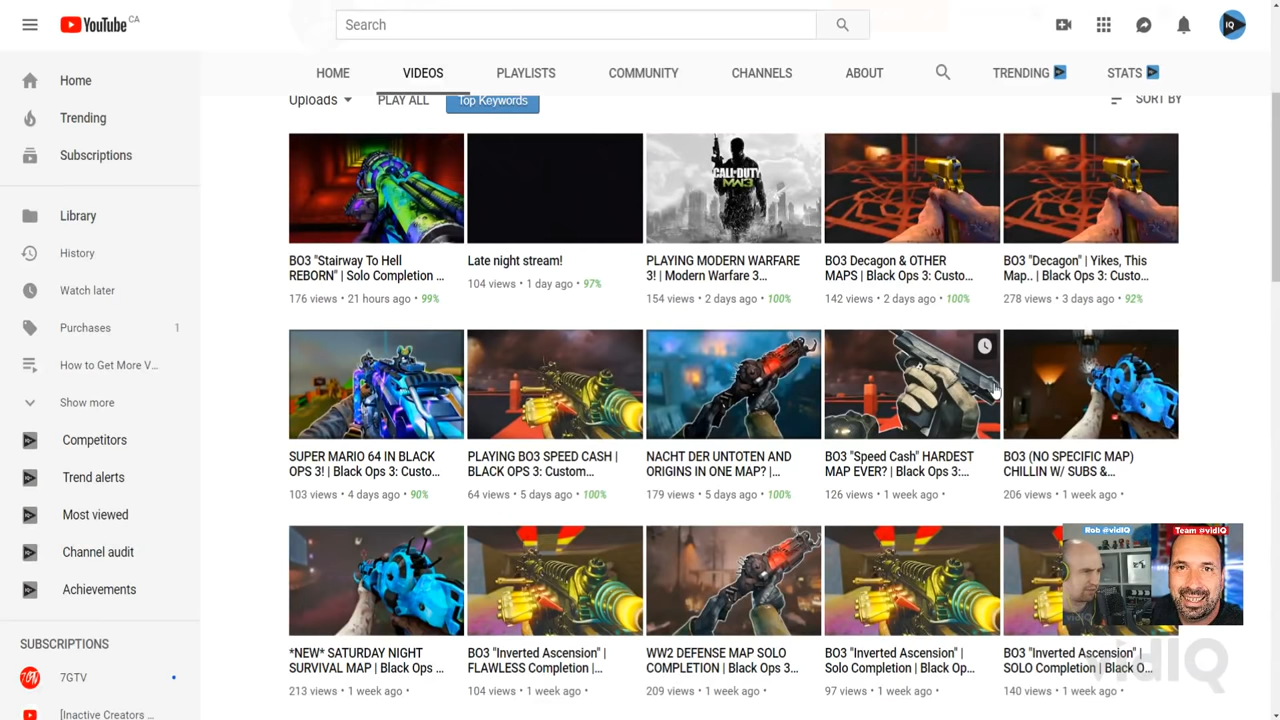 YouTube CA
Search
IQ
HOME VIDEOS PLAYLISTS COMMUNITY CHANNELS ABOUT TRENDING STATS
Uploads PLAY ALL Top Keywords SORT BY
Home
Trending
Subscriptions
Library
History
Watch later
Purchases 1
How to Get More V...
Show more
Competitors
Trend alerts
Most viewed
Channel audit
Achievements
SUBSCRIPTIONS
7GTV
[Inactive Creators ...
CALL OF DUTY
MW3
BO3 "Stairway To Hell
REBORN" | Solo Completion ...
176 views • 21 hours ago • 99%
Late night stream!
104 views • 1 day ago • 97%
PLAYING MODERN WARFARE
3! | Modern Warfare 3...
154 views • 2 days ago • 100%
BO3 Decagon & OTHER
MAPS | Black Ops 3: Custo...
142 views • 2 days ago • 100%
BO3 "Decagon" | Yikes, This
Map.. | Black Ops 3: Custo...
278 views • 3 days ago • 92%
SUPER MARIO 64 IN BLACK
OPS 3! | Black Ops 3: Custo...
103 views • 4 days ago • 90%
PLAYING BO3 SPEED CASH |
BLACK OPS 3: Custom...
64 views • 5 days ago • 100%
NACHT DER UNTOTEN AND
ORIGINS IN ONE MAP? |...
179 views • 5 days ago • 100%
BO3 "Speed Cash" HARDEST
MAP EVER? | Black Ops 3:...
126 views • 1 week ago •
BO3 (NO SPECIFIC MAP)
CHILLIN W/ SUBS &...
206 views • 1 week ago •
*NEW* SATURDAY NIGHT
SURVIVAL MAP | Black Ops ...
213 views • 1 week ago •
BO3 "Inverted Ascension" |
FLAWLESS Completion |...
104 views • 1 week ago •
WW2 DEFENSE MAP SOLO
COMPLETION | Black Ops 3...
209 views • 1 week ago •
BO3 "Inverted Ascension" |
Solo Completion | Black Op...
97 views • 1 week ago •
BO3 "Inverted Ascension" |
SOLO Completion | Black O...
140 views • 1 week ago •
Rob @vidIQ
Team @vidIQ
vidIQ
vidIQ